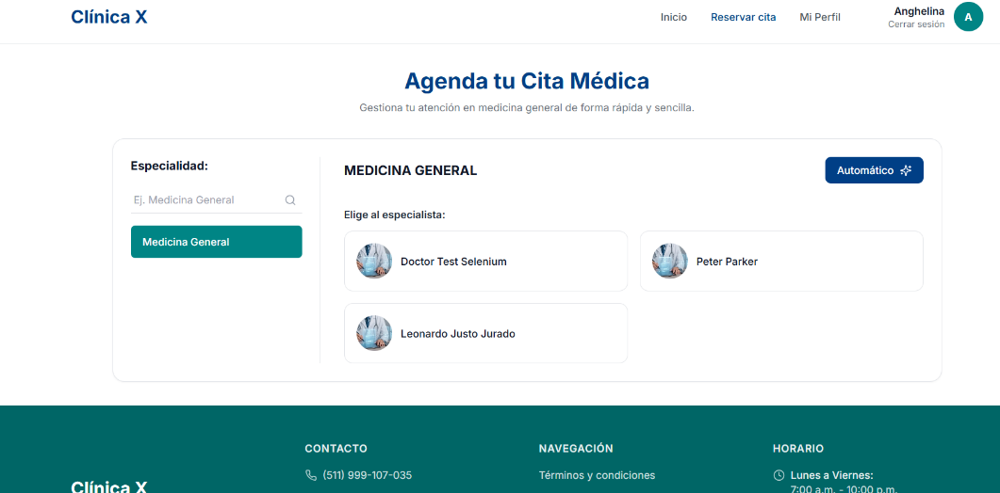 Clínica X
Inicio
Reservar cita
Mi Perfil
Anghelina
Cerrar sesión
A
Agenda tu Cita Médica
Gestiona tu atención en medicina general de forma rápida y sencilla.
Especialidad:
Ej. Medicina General
Medicina General
MEDICINA GENERAL
Automático
Elige al especialista:
Doctor Test Selenium
Peter Parker
Leonardo Justo Jurado
Clínica X
CONTACTO
(511) 999-107-035
NAVEGACIÓN
Términos y condiciones
HORARIO
Lunes a Viernes:
7:00 a.m. - 10:00 p.m.